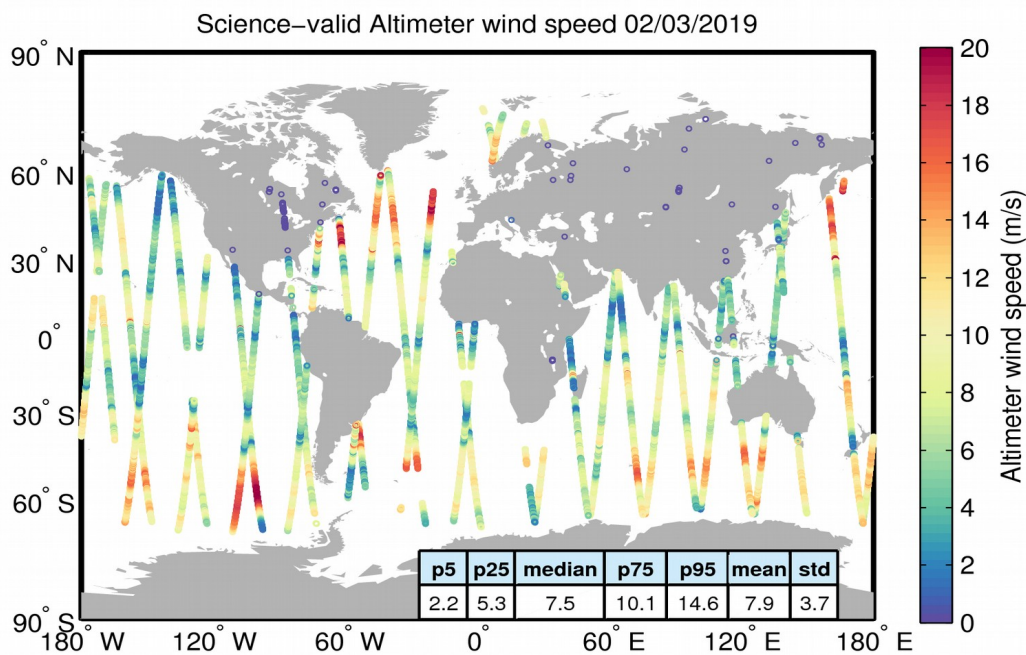 Science-valid Altimeter wind speed 02/03/2019
90° N
60° N
30° N
0°
30° S
60° S
90° S
180° W 120° W 60° W 0° 60° E 120° E 180° E
p5 p25 median p75 p95 mean std
2.2 5.3 7.5 10.1 14.6 7.9 3.7
20
18
16
14
12
10
8
6
4
2
0
Altimeter wind speed (m/s)